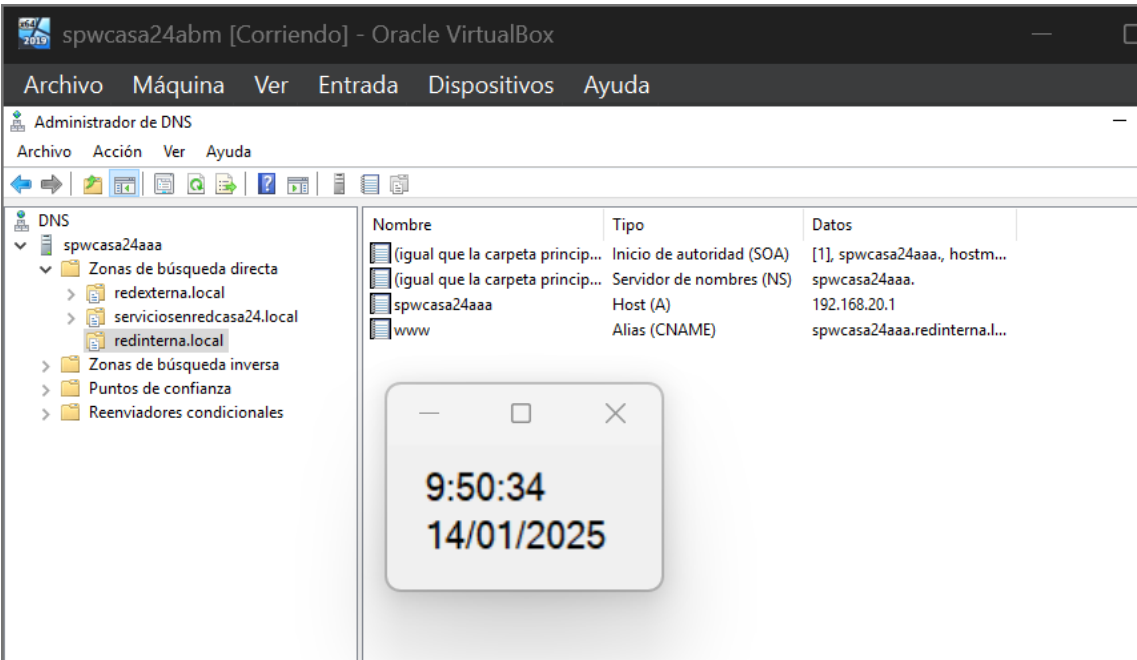 x64
2019
spwcasa24abm [Corriendo] - Oracle VirtualBox
Archivo Máquina Ver Entrada Dispositivos Ayuda
Administrador de DNS
Archivo Acción Ver Ayuda
DNS
spwcasa24aaa
Zonas de búsqueda directa
redexterna.local
serviciosenredcasa24.local
redinterna.local
Zonas de búsqueda inversa
Puntos de confianza
Reenviadores condicionales
Nombre Tipo Datos
(igual que la carpeta princip... Inicio de autoridad (SOA) [1], spwcasa24aaa., hostm...
(igual que la carpeta princip... Servidor de nombres (NS) spwcasa24aaa.
spwcasa24aaa Host (A) 192.168.20.1
www Alias (CNAME) spwcasa24aaa.redinterna.l...
9:50:34
14/01/2025